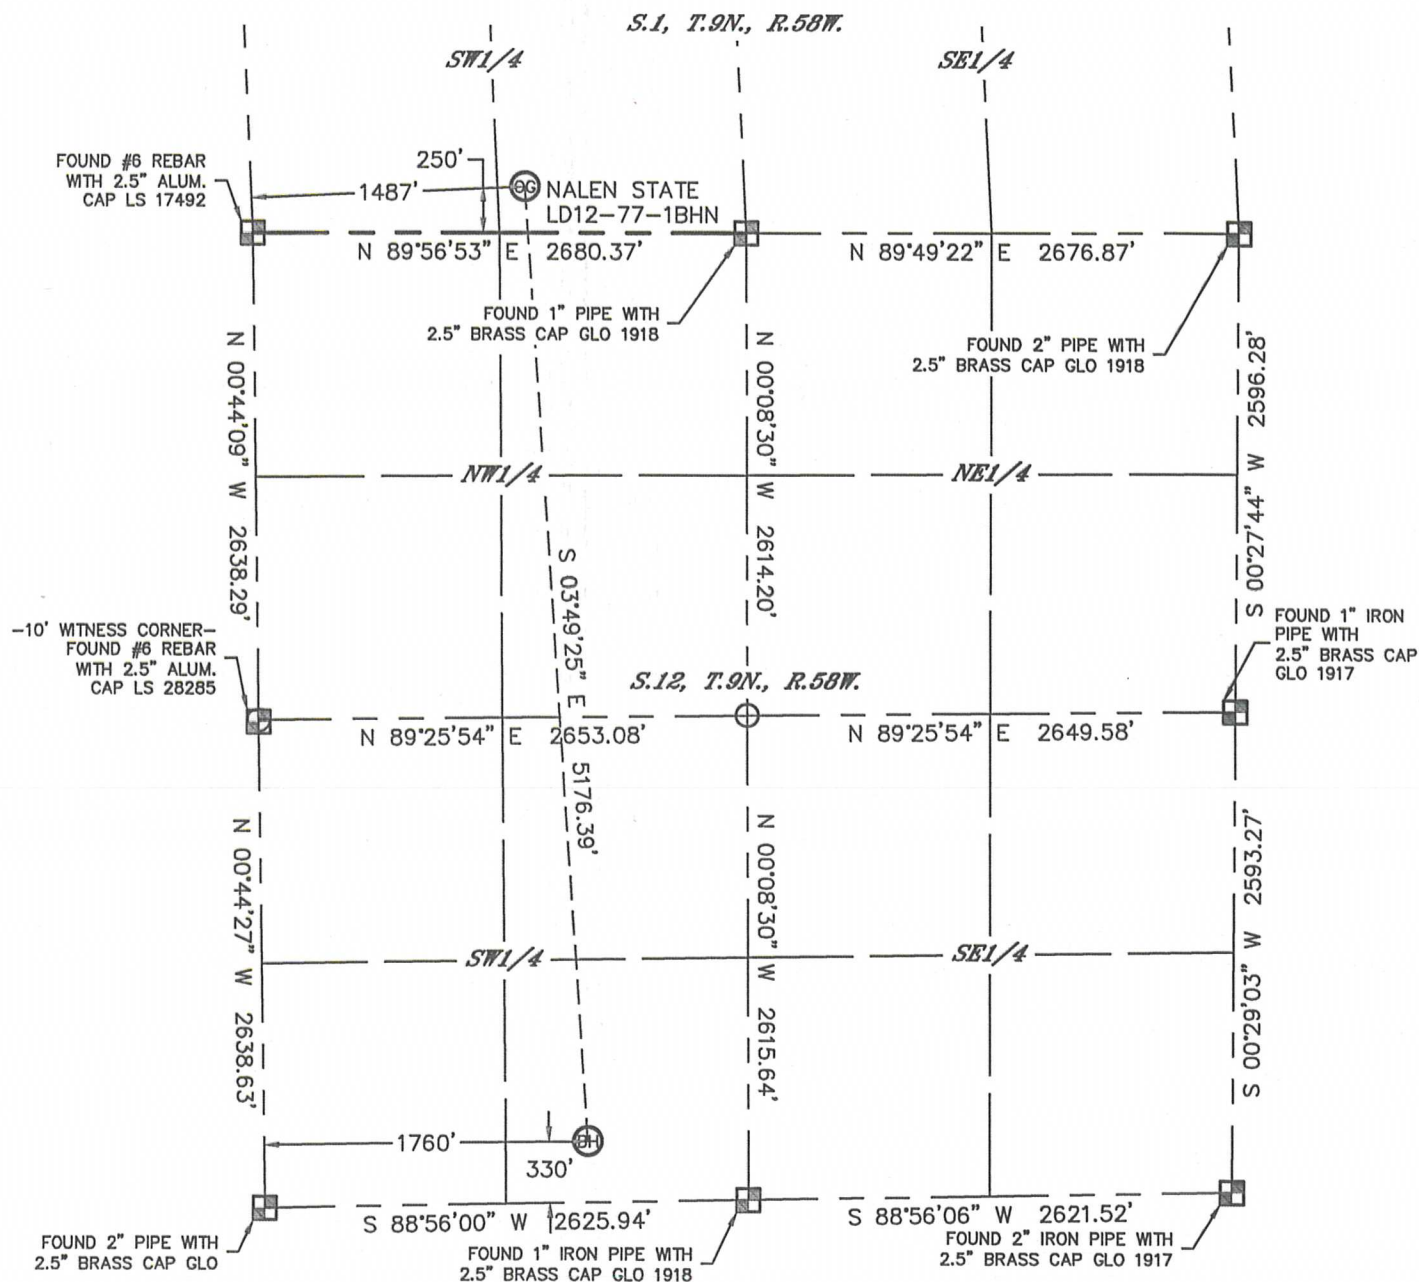 S.1, T.9N., R.58W.
SW1/4
SE1/4
FOUND #6 REBAR
WITH 2.5" ALUM.
CAP LS 17492
250'
1487'
OG
NALEN STATE
LD12-77-1BHN
N 89°56'53" E 2680.37'
N 89°49'22" E 2676.87'
FOUND 1" PIPE WITH
2.5" BRASS CAP GLO 1918
FOUND 2" PIPE WITH
2.5" BRASS CAP GLO 1918
N 00°44'09" W 2638.29'
N 00°08'30" W 2614.20'
S 00°27'44" W 2596.28'
NW1/4
NE1/4
S 03°49'25" E 5176.39'
-10' WITNESS CORNER-
FOUND #6 REBAR
WITH 2.5" ALUM.
CAP LS 28285
S.12, T.9N., R.58W.
FOUND 1" IRON
PIPE WITH
2.5" BRASS CAP
GLO 1917
N 89°25'54" E 2653.08'
N 89°25'54" E 2649.58'
N 00°44'27" W 2638.63'
N 00°08'30" W 2615.64'
S 00°29'03" W 2593.27'
SW1/4
SE1/4
1760'
BH
330'
S 88°56'00" W 2625.94'
S 88°56'06" W 2621.52'
FOUND 2" PIPE WITH
2.5" BRASS CAP GLO
FOUND 1" IRON PIPE WITH
2.5" BRASS CAP GLO 1918
FOUND 2" IRON PIPE WITH
2.5" BRASS CAP GLO 1917